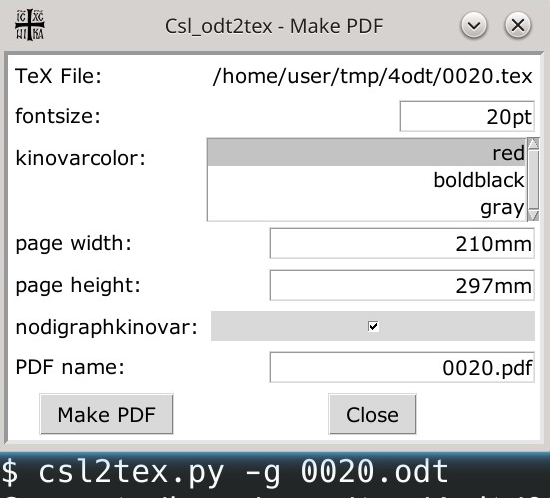 Csl_odt2tex - Make PDF
TeX File: /home/user/tmp/4odt/0020.tex
fontsize: 20pt
kinovarcolor: red
boldblack
gray
page width: 210mm
page height: 297mm
nodigraphkinovar:
PDF name: 0020.pdf
Make PDF Close
$ csl2tex.py -g 0020.odt